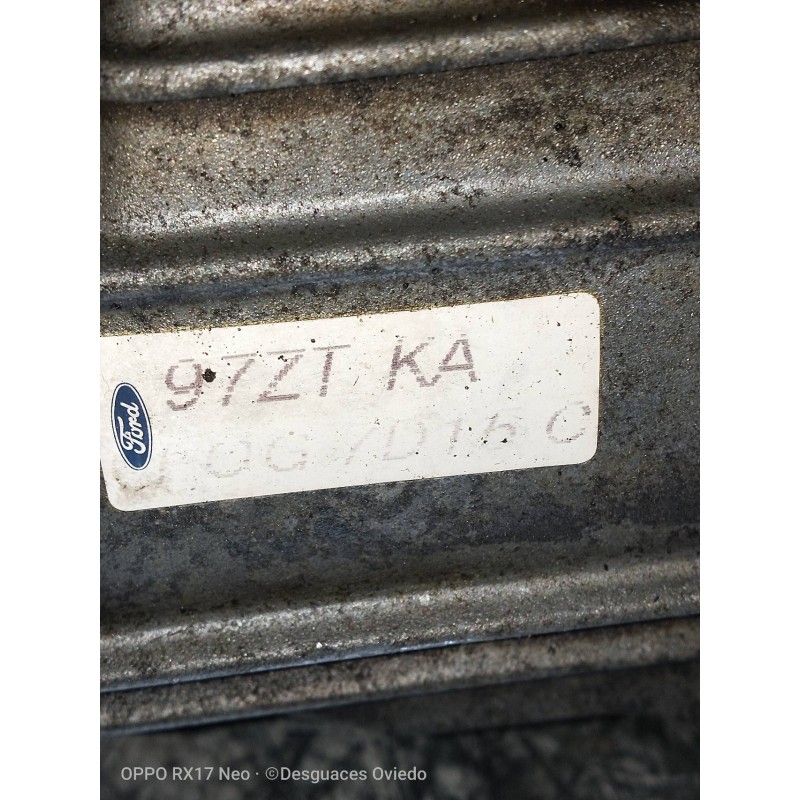 97ZT KA
Ford
OPPO RX17 Neo · ©Desguaces Oviedo